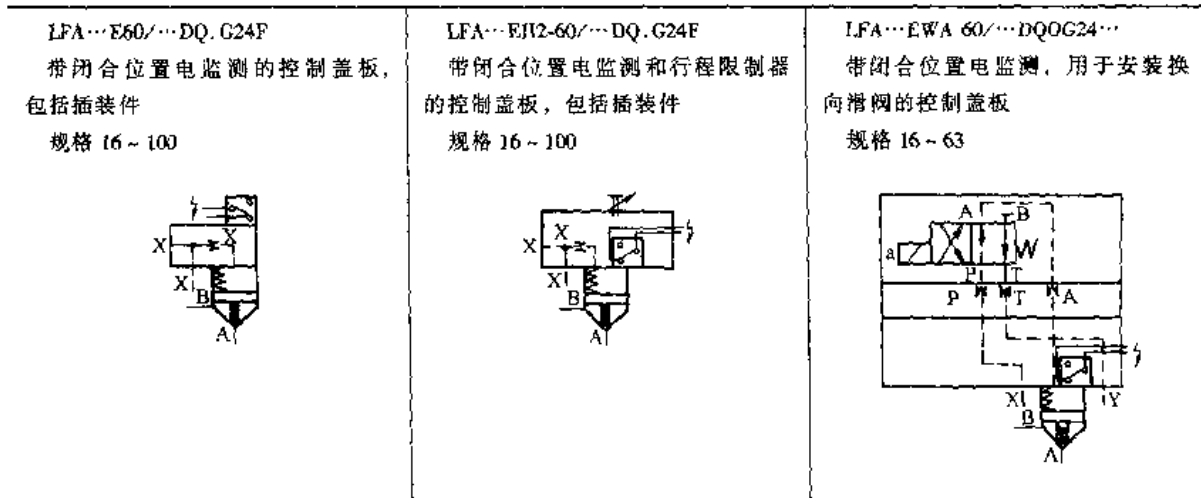 LFA…E60/…DQ.G24F
带闭合位置电监测的控制盖板,
包括插装件
规格 16~100
X
X
X
B
A
LFA…EH2-60/…DQ.G24F
带闭合位置电监测和行程限制器
的控制盖板，包括插装件
规格 16~100
X
X
X
B
A
LFA…EWA 60/…DQOG24…
带闭合位置电监测，用于安装换
向滑阀的控制盖板
规格 16~63
A
B
a
P
T
P
T
A
X
Y
B
A